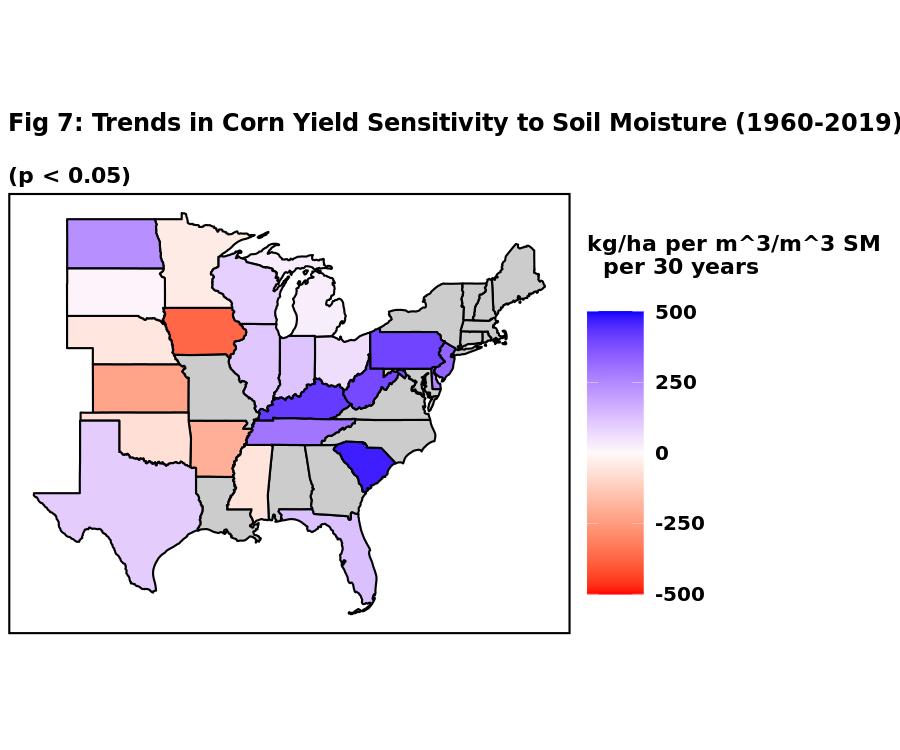 Fig 7: Trends in Corn Yield Sensitivity to Soil Moisture (1960-2019)
(p < 0.05)
kg/ha per m^3/m^3 SM
per 30 years
500
250
0
-250
-500